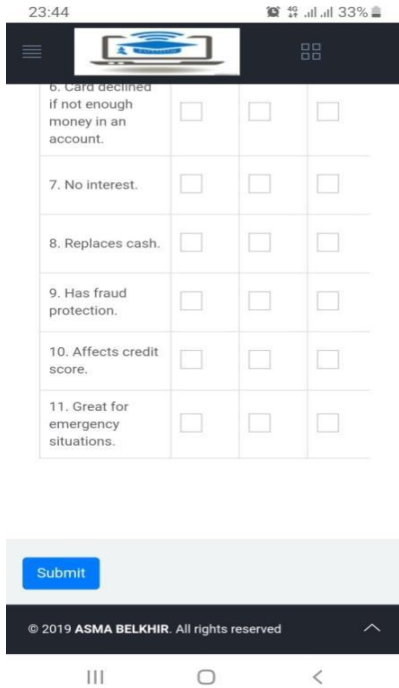 23:44
4G
33%
6. Card declined
if not enough
money in an
account.
7. No interest.
8. Replaces cash.
9. Has fraud
protection.
10. Affects credit
score.
11. Great for
emergency
situations.
Submit
© 2019 ASMA BELKHIR. All rights reserved